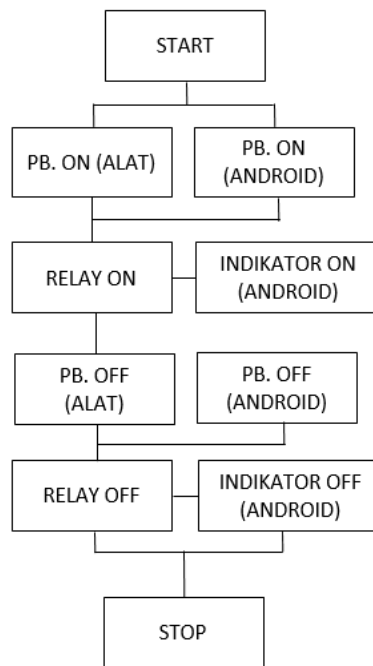 START
PB. ON (ALAT)
PB. ON
(ANDROID)
RELAY ON
INDIKATOR ON
(ANDROID)
PB. OFF
(ALAT)
PB. OFF
(ANDROID)
RELAY OFF
INDIKATOR OFF
(ANDROID)
STOP